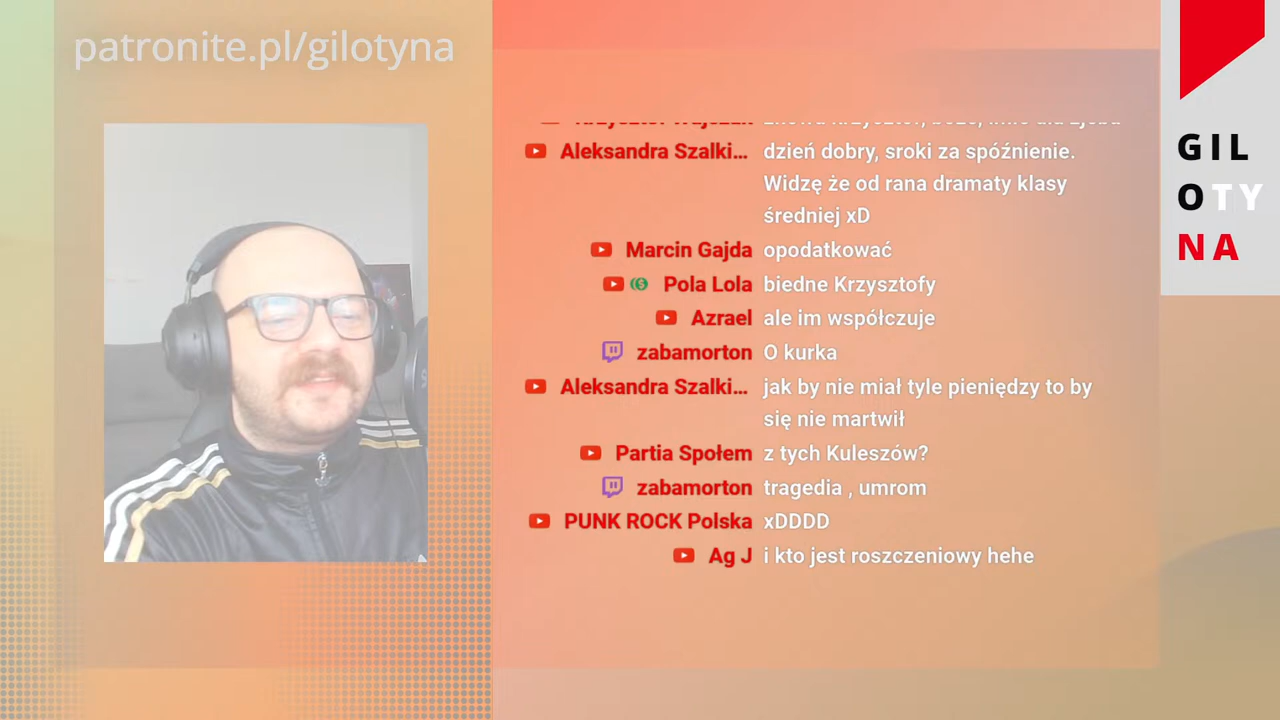 patronite.pl/gilotyna
Aleksandra Szalki... dzień dobry, sroki za spóźnienie.
Widzę że od rana dramaty klasy
średniej xD
Marcin Gajda opodatkować
Pola Lola biedne Krzysztofy
Azrael ale im współczuje
zabamorton O kurka
Aleksandra Szalki... jak by nie miał tyle pieniędzy to by
się nie martwił
Partia Społem z tych Kuleszów?
zabamorton tragedia , umrom
PUNK ROCK Polska xDDDD
Ag J i kto jest roszczeniowy hehe
GIL
OTY
NA